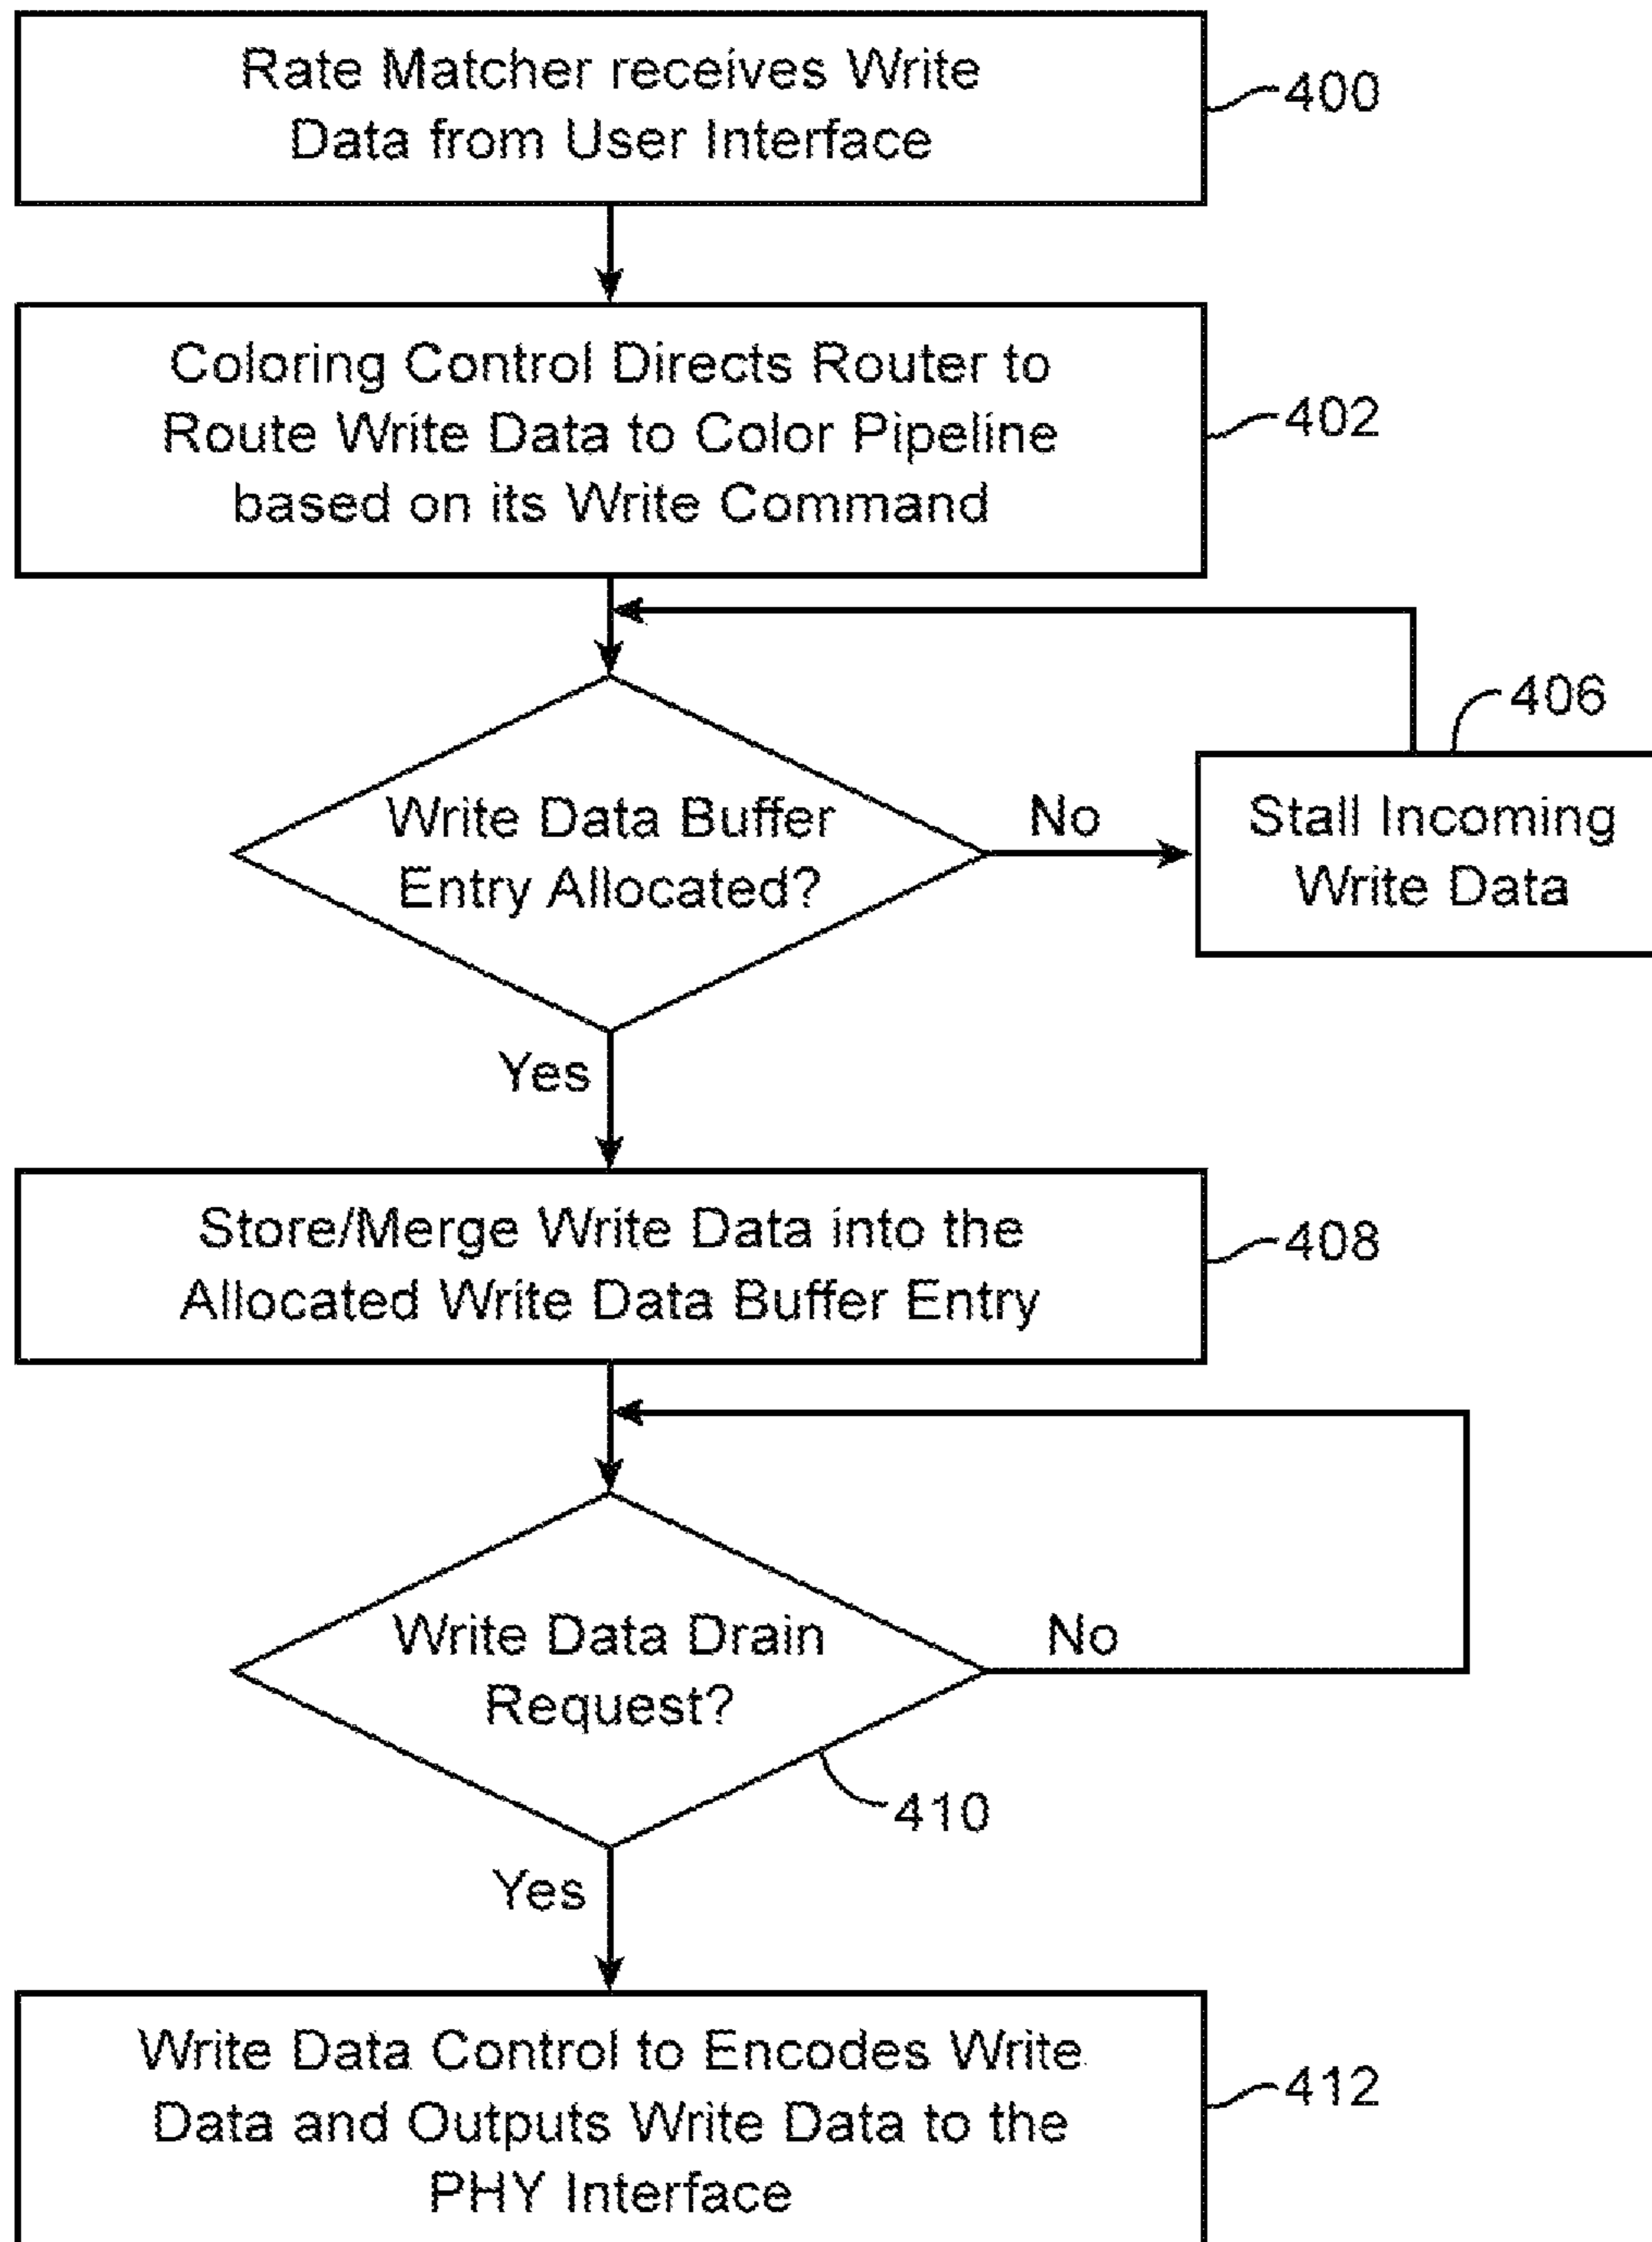 Rate Matcher receives Write
Data from User Interface
400
Coloring Control Directs Router to
Route Write Data to Color Pipeline
based on its Write Command
402
406
Write Data Buffer
Entry Allocated?
No
Stall Incoming
Write Data
Yes
Store/Merge Write Data into the
Allocated Write Data Buffer Entry
408
Write Data Drain
Request?
No
410
Yes
Write Data Control to Encodes Write
Data and Outputs Write Data to the
PHY Interface
412